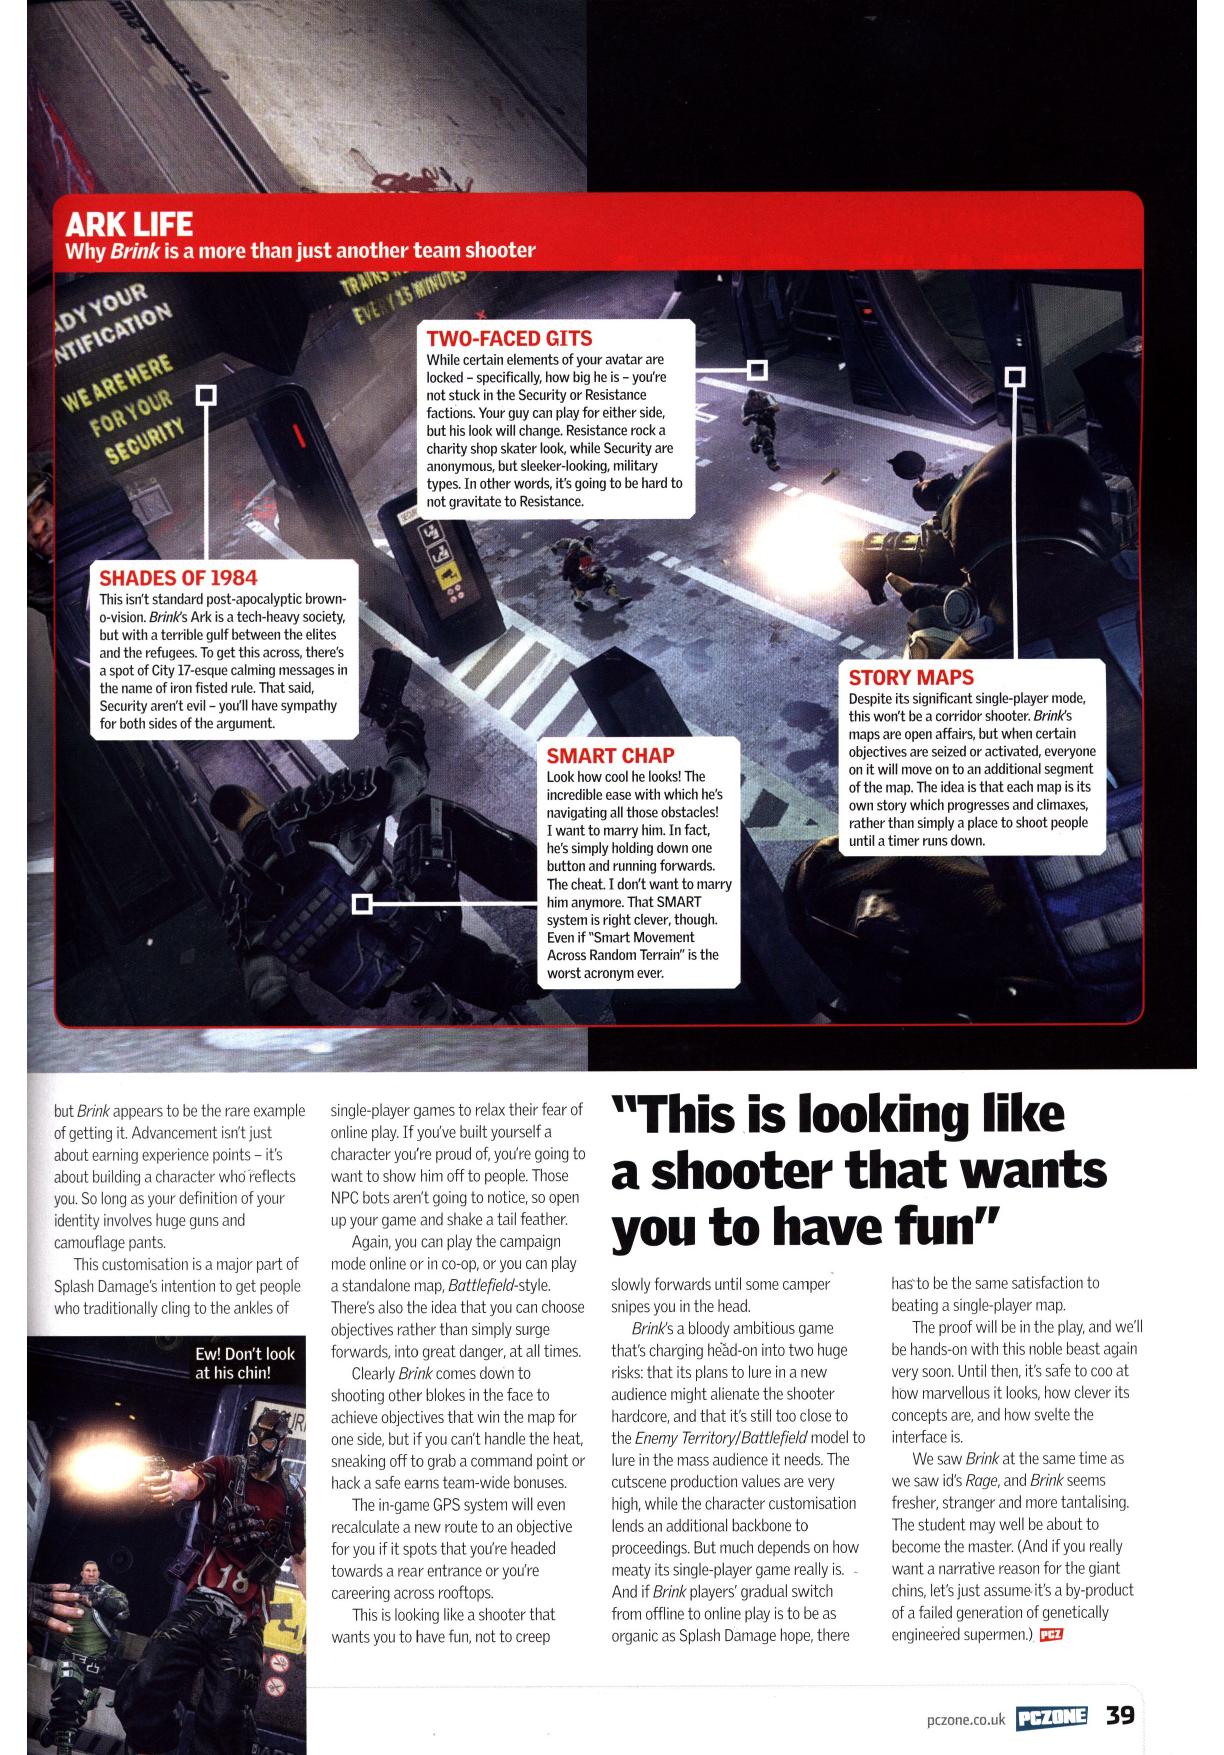 ARK LIFE
Why Brink is a more than just another team shooter
ADY YOUR
NTIFICATION
WE ARE HERE
FOR YOUR
SECURITY
TRAINS
EVERY 15 MINUTES
TWO-FACED GITS
While certain elements of your avatar are
locked – specifically, how big he is – you're
not stuck in the Security or Resistance
factions. Your guy can play for either side,
but his look will change. Resistance rock a
charity shop skater look, while Security are
anonymous, but sleeker-looking, military
types. In other words, it's going to be hard to
not gravitate to Resistance.
SHADES OF 1984
This isn't standard post-apocalyptic brown-
o-vision. Brink's Ark is a tech-heavy society,
but with a terrible gulf between the elites
and the refugees. To get this across, there's
a spot of City 17-esque calming messages in
the name of iron fisted rule. That said,
Security aren't evil – you'll have sympathy
for both sides of the argument.
SMART CHAP
Look how cool he looks! The
incredible ease with which he's
navigating all those obstacles!
I want to marry him. In fact,
he's simply holding down one
button and running forwards.
The cheat. I don't want to marry
him anymore. That SMART
system is right clever, though.
Even if "Smart Movement
Across Random Terrain" is the
worst acronym ever.
STORY MAPS
Despite its significant single-player mode,
this won't be a corridor shooter. Brink's
maps are open affairs, but when certain
objectives are seized or activated, everyone
on it will move on to an additional segment
of the map. The idea is that each map is its
own story which progresses and climaxes,
rather than simply a place to shoot people
until a timer runs down.
but Brink appears to be the rare example
of getting it. Advancement isn't just
about earning experience points – it's
about building a character who reflects
you. So long as your definition of your
identity involves huge guns and
camouflage pants.
This customisation is a major part of
Splash Damage's intention to get people
who traditionally cling to the ankles of
Ew! Don't look
at his chin!
18
single-player games to relax their fear of
online play. If you've built yourself a
character you're proud of, you're going to
want to show him off to people. Those
NPC bots aren't going to notice, so open
up your game and shake a tail feather.
Again, you can play the campaign
mode online or in co-op, or you can play
a standalone map, Battlefield-style.
There's also the idea that you can choose
objectives rather than simply surge
forwards, into great danger, at all times.
Clearly Brink comes down to
shooting other blokes in the face to
achieve objectives that win the map for
one side, but if you can't handle the heat,
sneaking off to grab a command point or
hack a safe earns team-wide bonuses.
The in-game GPS system will even
recalculate a new route to an objective
for you if it spots that you're headed
towards a rear entrance or you're
careering across rooftops.
This is looking like a shooter that
wants you to have fun, not to creep
"This is looking like
a shooter that wants
you to have fun"
slowly forwards until some camper
snipes you in the head.
Brink's a bloody ambitious game
that's charging head-on into two huge
risks: that its plans to lure in a new
audience might alienate the shooter
hardcore, and that it's still too close to
the Enemy Territory/Battlefield model to
lure in the mass audience it needs. The
cutscene production values are very
high, while the character customisation
lends an additional backbone to
proceedings. But much depends on how
meaty its single-player game really is.
And if Brink players' gradual switch
from offline to online play is to be as
organic as Splash Damage hope, there
has to be the same satisfaction to
beating a single-player map.
The proof will be in the play, and we'll
be hands-on with this noble beast again
very soon. Until then, it's safe to coo at
how marvellous it looks, how clever its
concepts are, and how svelte the
interface is.
We saw Brink at the same time as
we saw id's Rage, and Brink seems
fresher, stranger and more tantalising.
The student may well be about to
become the master. (And if you really
want a narrative reason for the giant
chins, let's just assume it's a by-product
of a failed generation of genetically
engineered supermen.) PCZ
pczone.co.uk PCZONE 39